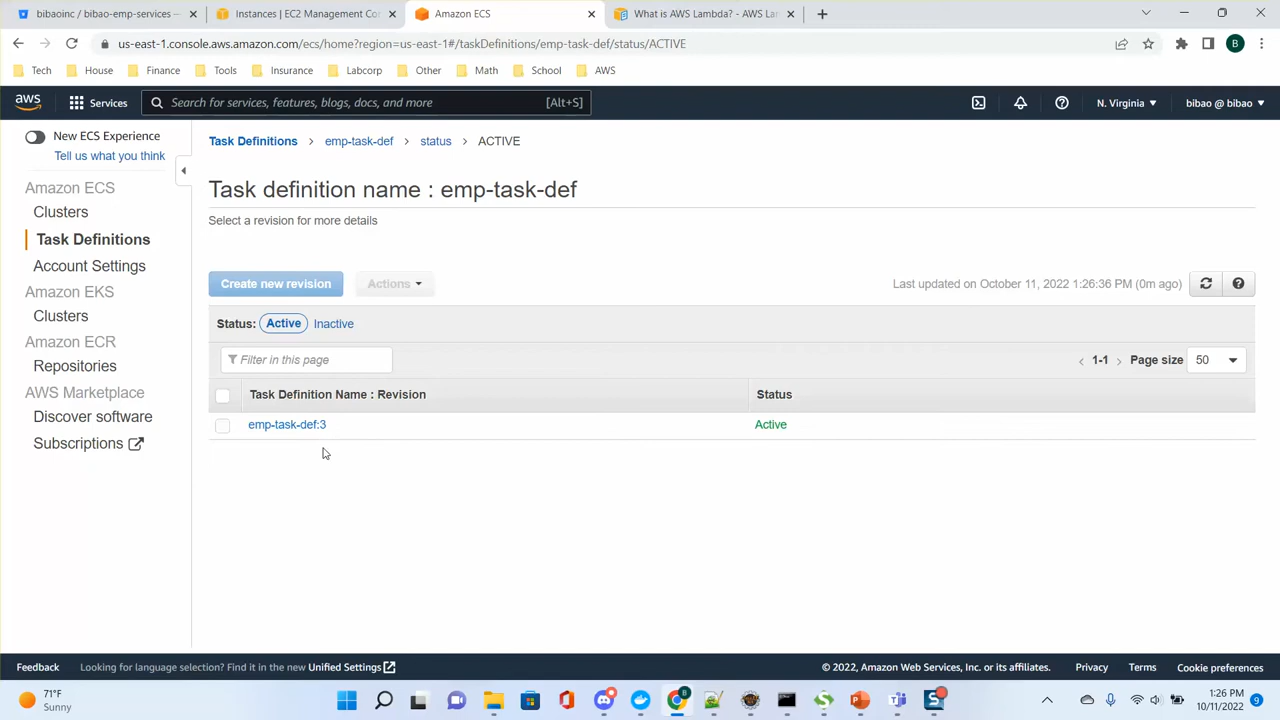 bibaoinc / bibao-emp-services —
Instances | EC2 Management Co
Amazon ECS
What is AWS Lambda? - AWS La
us-east-1.console.aws.amazon.com/ecs/home?region=us-east-1#/taskDefinitions/emp-task-def/status/ACTIVE
B
Tech
House
Finance
Tools
Insurance
Labcorp
Other
Math
School
AWS
aws
Services
Search for services, features, blogs, docs, and more
[Alt+S]
N. Virginia
bibao @ bibao
New ECS Experience
Tell us what you think
Amazon ECS
Clusters
Task Definitions
Account Settings
Amazon EKS
Clusters
Amazon ECR
Repositories
AWS Marketplace
Discover software
Subscriptions
Task Definitions > emp-task-def > status > ACTIVE
Task definition name : emp-task-def
Select a revision for more details
Create new revision
Actions
Last updated on October 11, 2022 1:26:36 PM (0m ago)
Status: Active Inactive
Filter in this page
1-1
Page size 50
Task Definition Name : Revision
Status
emp-task-def:3
Active
Feedback
Looking for language selection? Find it in the new Unified Settings
© 2022, Amazon Web Services, Inc. or its affiliates.
Privacy
Terms
Cookie preferences
71°F
Sunny
1:26 PM
10/11/2022
9